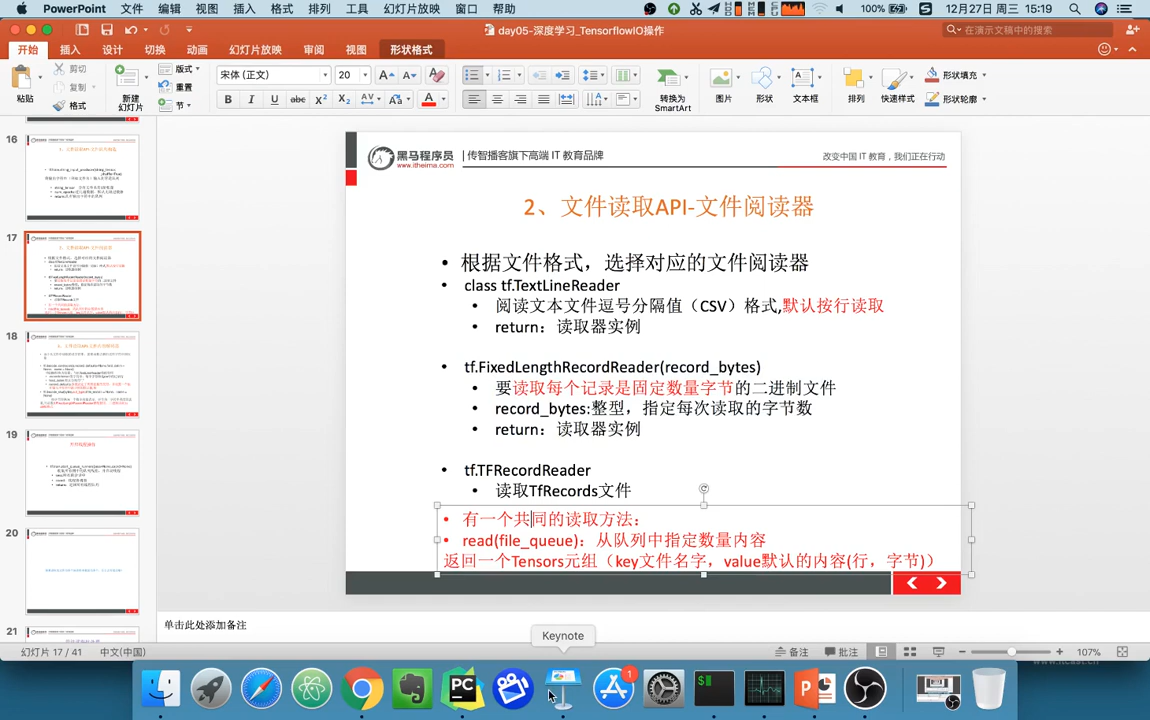 PowerPoint 文件 编辑 视图 插入 格式 排列 工具 幻灯片放映 窗口 帮助 100% 12月27日 周三 15:19
day05-深度学习_TensorflowIO操作 在演示文稿中搜索
开始 插入 设计 切换 动画 幻灯片放映 审阅 视图 形状格式
粘贴 剪切 复制 格式 新建幻灯片 版式 重置 节 宋体 (正文) 20 转换为 SmartArt 图片 形状 文本框 排列 快速样式 形状填充 形状轮廓
16
17
18
19
20
21
黑马程序员 www.itheima.com | 传智播客旗下高端 IT 教育品牌 改变中国 IT 教育，我们正在行动
2、文件读取API-文件阅读器
• 根据文件格式，选择对应的文件阅读器
• class tf.TextLineReader
• 阅读文本文件逗号分隔值（CSV）格式,默认按行读取
• return：读取器实例
• tf.FixedLengthRecordReader(record_bytes)
• 要读取每个记录是固定数量字节的二进制文件
• record_bytes:整型，指定每次读取的字节数
• return：读取器实例
• tf.TFRecordReader
• 读取TfRecords文件
• 有一个共同的读取方法：
• read(file_queue)：从队列中指定数量内容
返回一个Tensors元组（key文件名字，value默认的内容(行，字节)）
单击此处添加备注
Keynote
幻灯片 17 / 41 中文(中国) 备注 批注 107%
www.itcast.cn